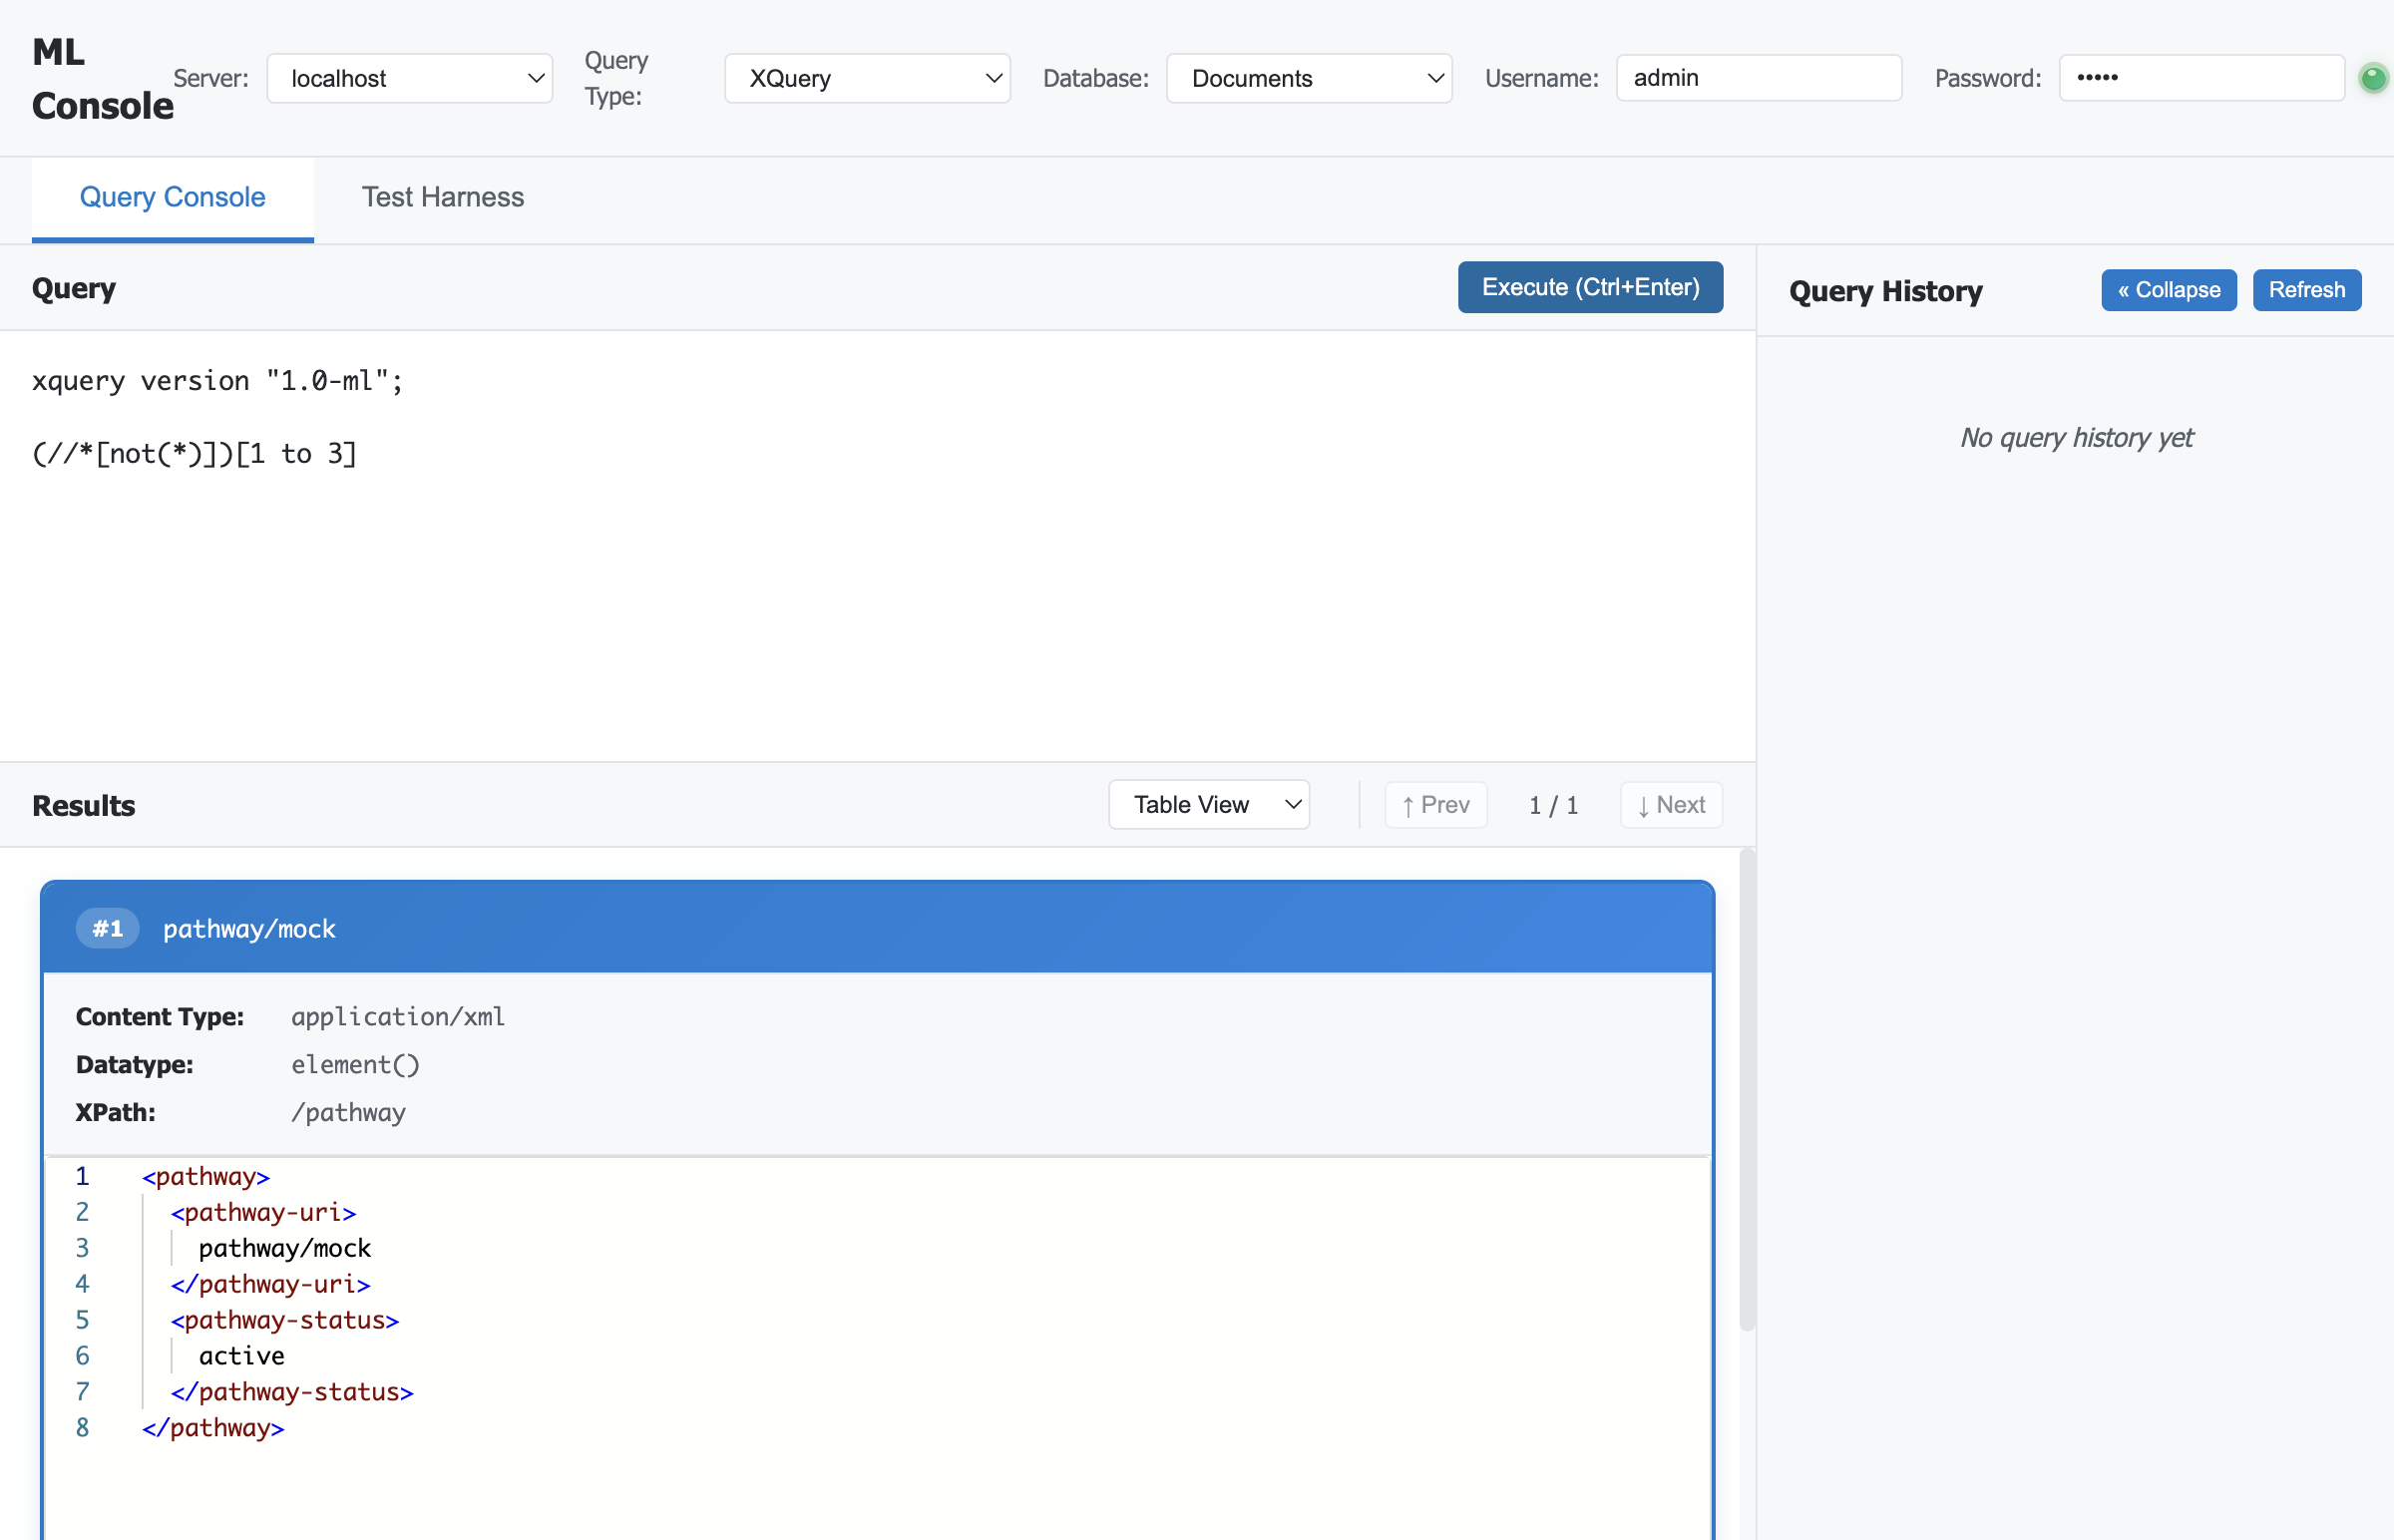 ML
Console
Server:
localhost
Query
Type:
XQuery
Database:
Documents
Username:
admin
Password:
•••••
Query Console
Test Harness
Query
Execute (Ctrl+Enter)
xquery version "1.0-ml";
(//*[not(*)])[1 to 3]
Query History
« Collapse
Refresh
No query history yet
Results
Table View
↑ Prev
1 / 1
↓ Next
#1
pathway/mock
Content Type: application/xml
Datatype: element()
XPath: /pathway
1 <pathway>
2 <pathway-uri>
3 pathway/mock
4 </pathway-uri>
5 <pathway-status>
6 active
7 </pathway-status>
8 </pathway>